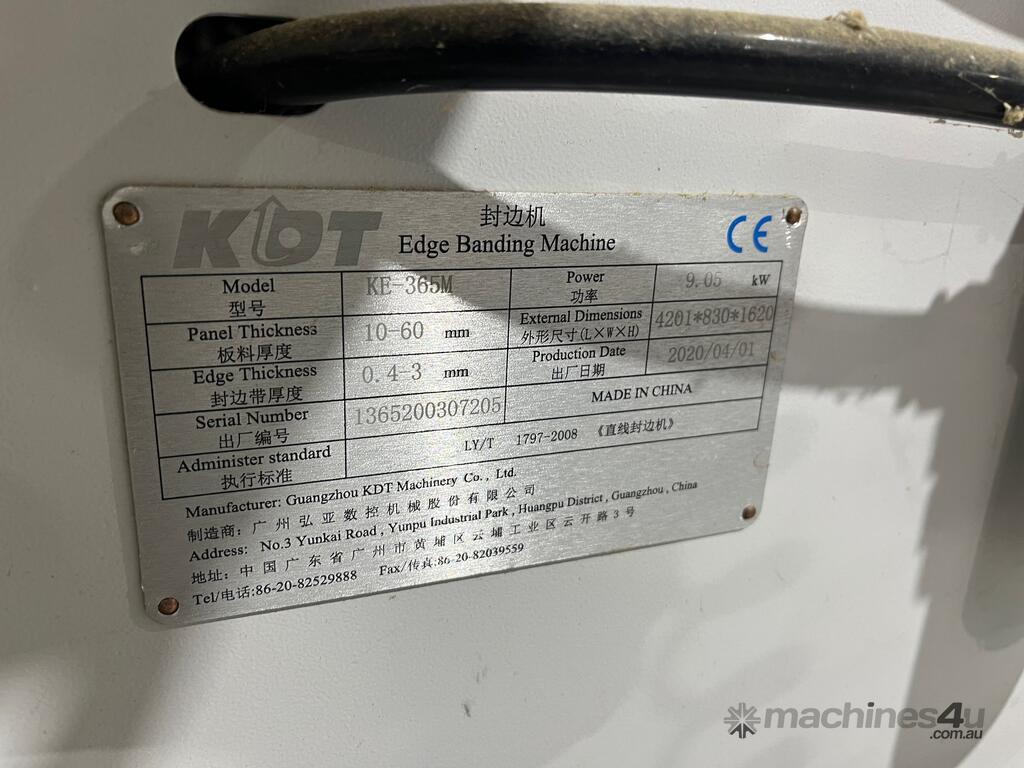 KDT
封边机
Edge Banding Machine
CE
Model
型号
KE-365M
Power
功率
9.05 kW
Panel Thickness
板料厚度
10-60 mm
External Dimensions
外形尺寸(L×W×H)
4201*830*1620
Edge Thickness
封边带厚度
0.4-3 mm
Production Date
出厂日期
2020/04/01
Serial Number
出厂编号
1365200307205
MADE IN CHINA
Administer standard
执行标准
LY/T 1797-2008 《直线封边机》
Manufacturer: Guangzhou KDT Machinery Co., Ltd.
制造商: 广州弘亚数控机械股份有限公司
Address: No.3 Yunkai Road, Yunpu Industrial Park, Huangpu District, Guangzhou, China
地址: 中国广东省广州市黄埔区云埔工业区云开路3号
Tel/电话:86-20-82529888 Fax/传真:86-20-82039559
machines4u
.com.au